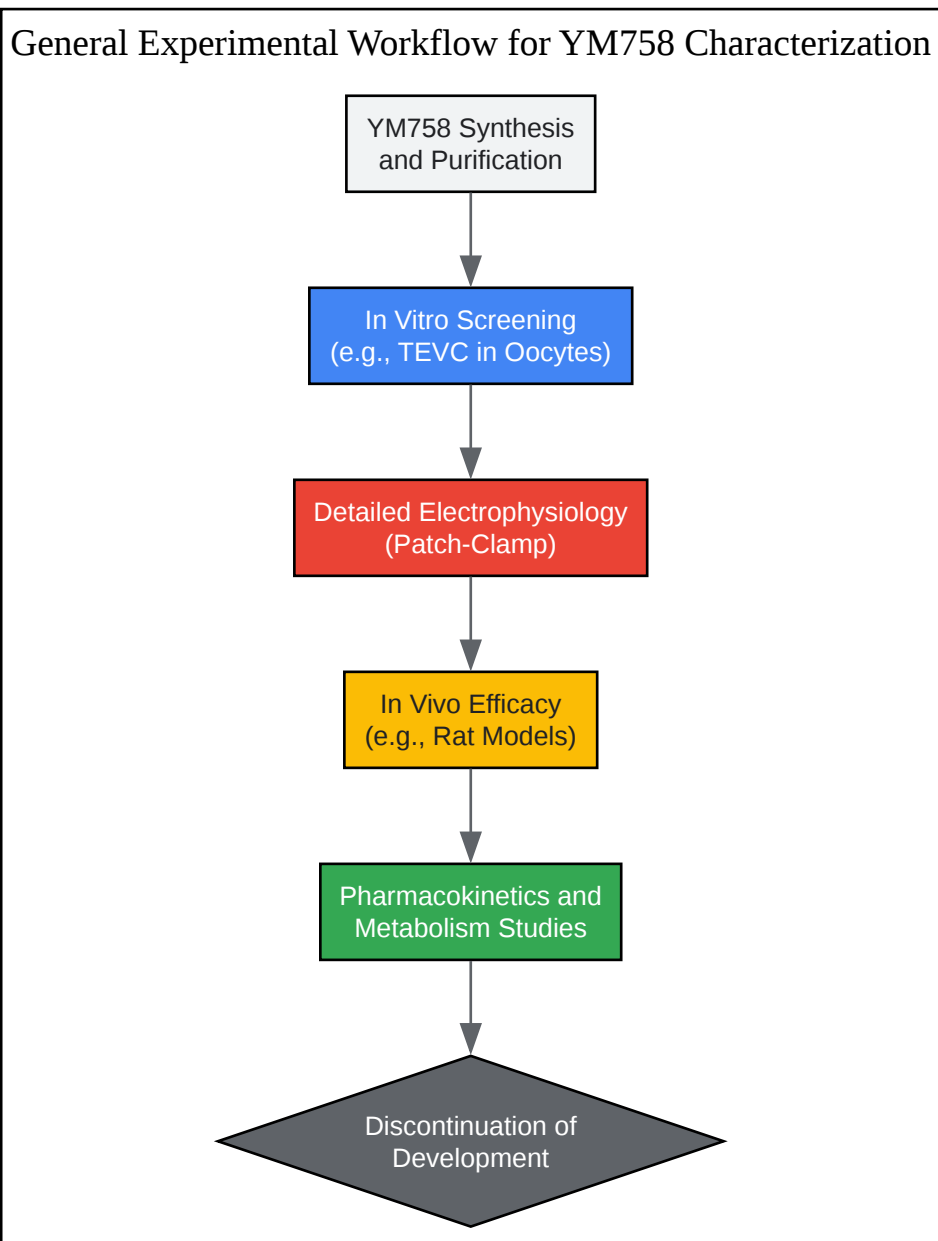 General Experimental Workflow for YM758 Characterization
YM758 Synthesis
and Purification
In Vitro Screening
(e.g., TEVC in Oocytes)
Detailed Electrophysiology
(Patch-Clamp)
In Vivo Efficacy
(e.g., Rat Models)
Pharmacokinetics and
Metabolism Studies
Discontinuation of
Development